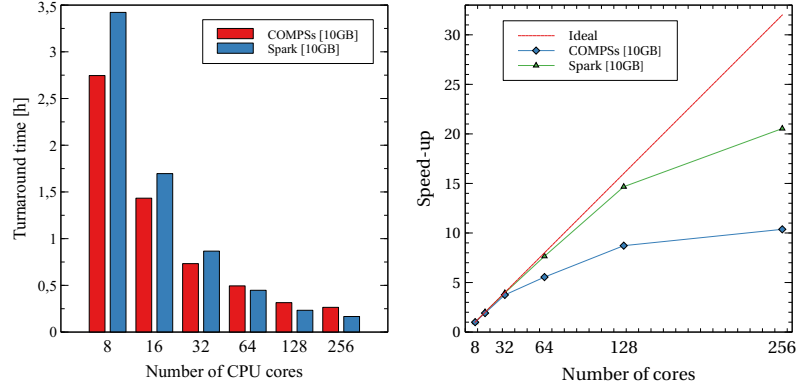 3,5
3
2,5
2
1,5
1
0,5
0
Turnaround time [h]
COMPSs [10GB]
Spark [10GB]
8 16 32 64 128 256
Number of CPU cores
30
25
20
15
10
5
0
Speed-up
Ideal
COMPSs [10GB]
Spark [10GB]
8 32 64 128 256
Number of cores